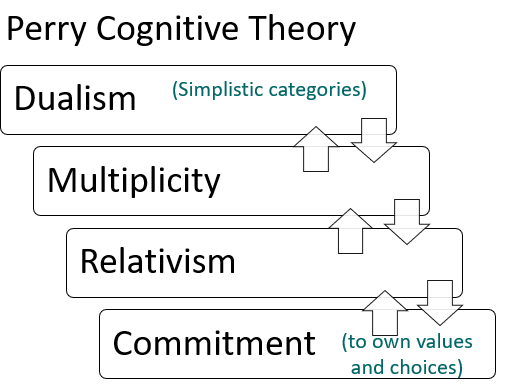 Perry Cognitive Theory
Dualism (Simplistic categories)
Multiplicity
Relativism
Commitment (to own values
and choices)